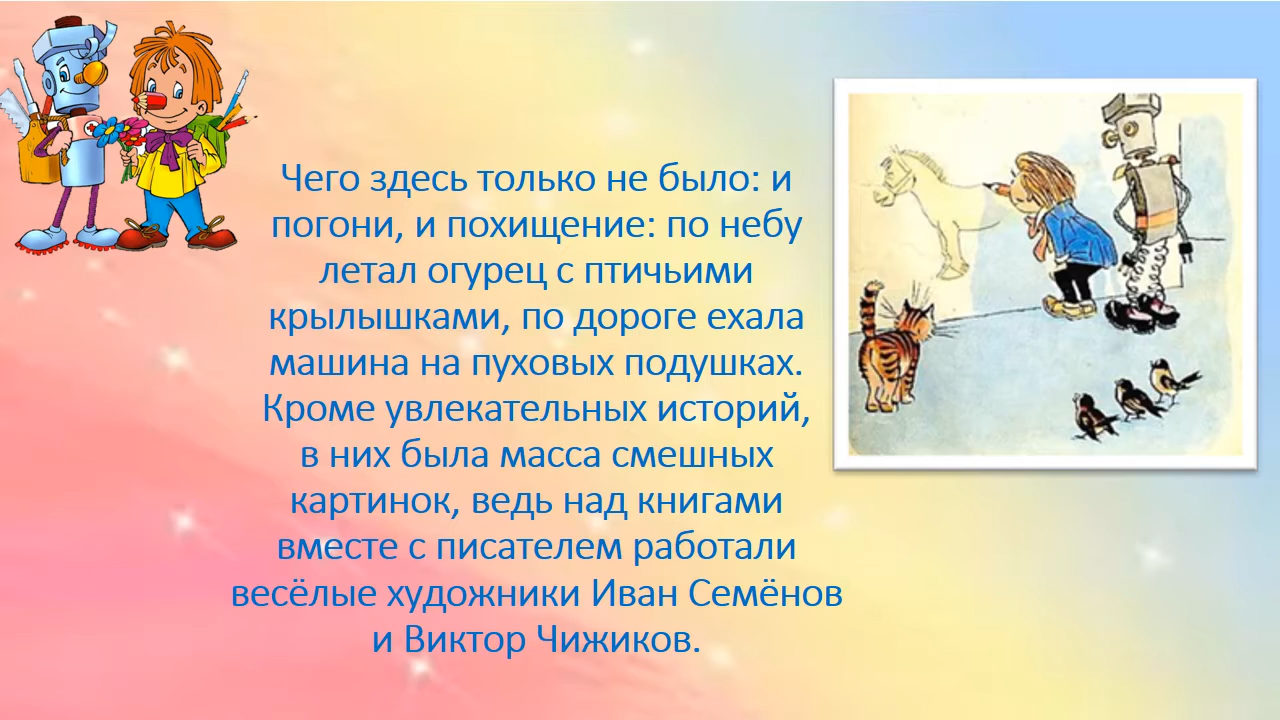 Чего здесь только не было: и
погони, и похищение: по небу
летал огурец с птичьими
крылышками, по дороге ехала
машина на пуховых подушках.
Кроме увлекательных историй,
в них была масса смешных
картинок, ведь над книгами
вместе с писателем работали
весёлые художники Иван Семёнов
и Виктор Чижиков.